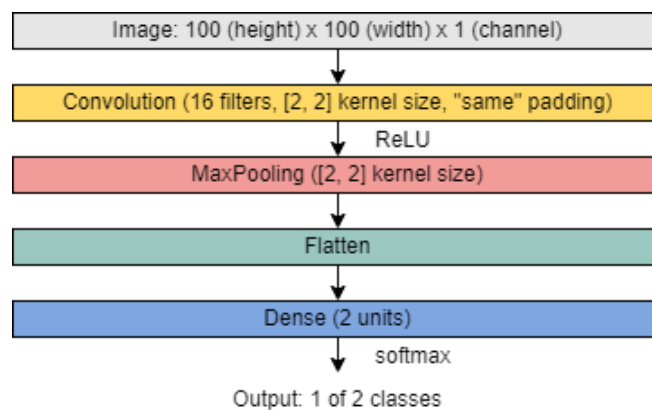 Image: 100 (height) x 100 (width) x 1 (channel)
Convolution (16 filters, [2, 2] kernel size, "same" padding)
ReLU
MaxPooling ([2, 2] kernel size)
Flatten
Dense (2 units)
softmax
Output: 1 of 2 classes